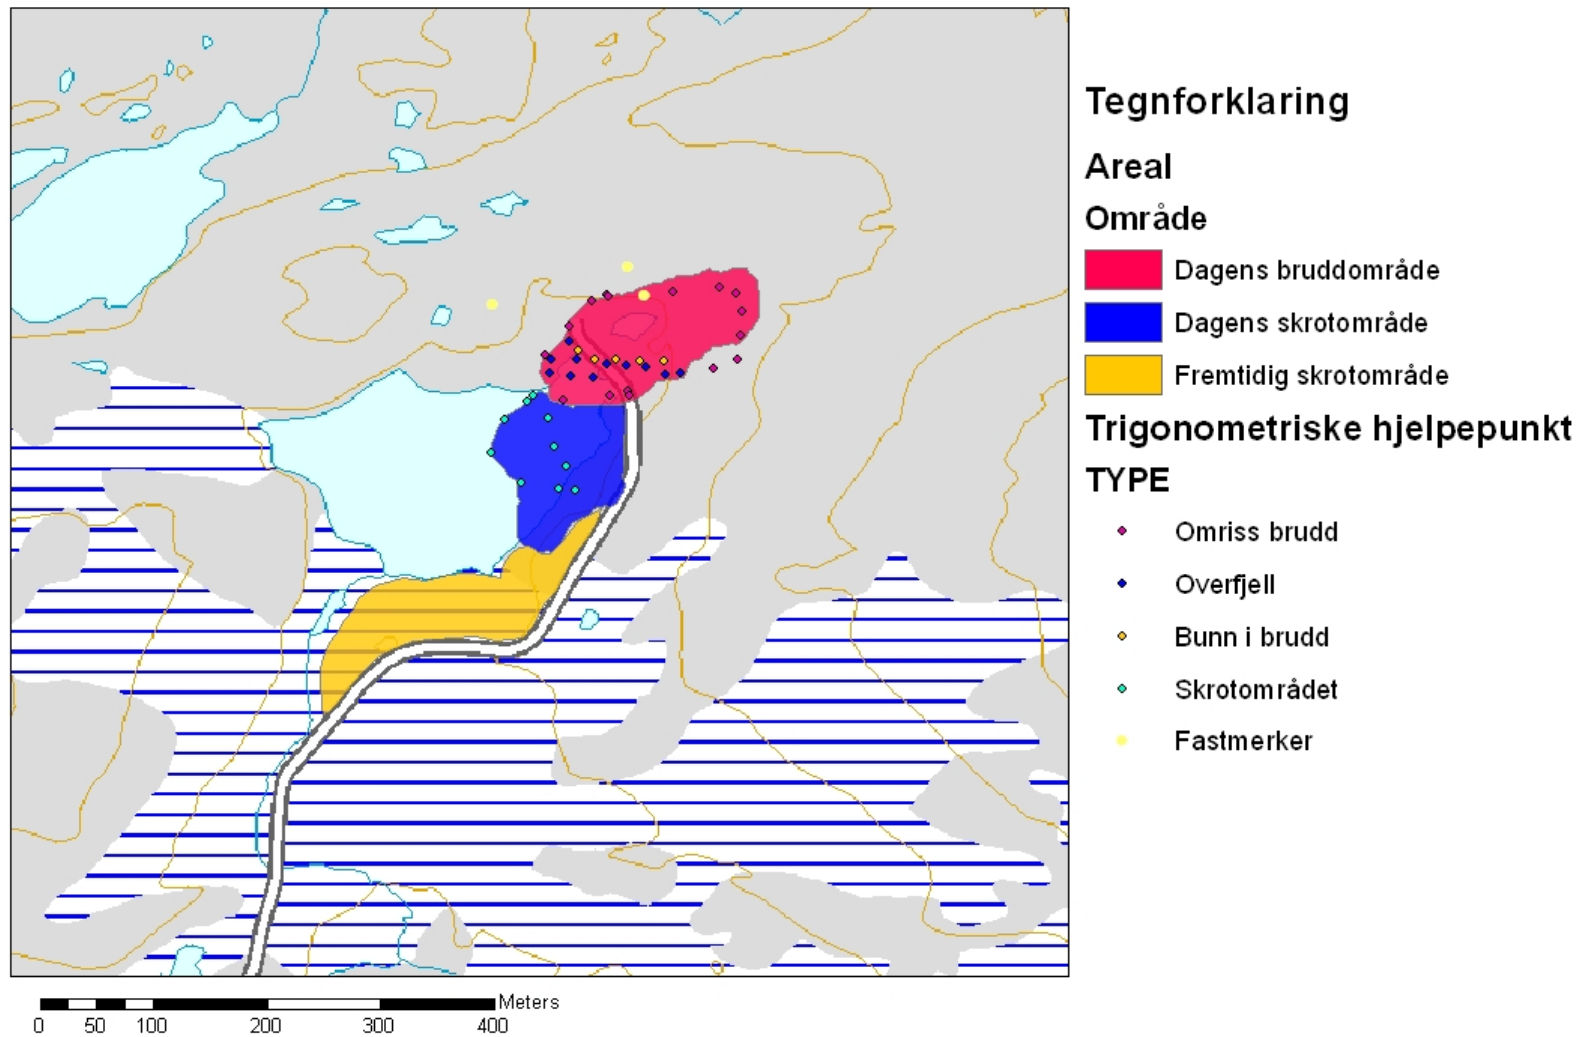 Tegnforklaring
Areal
Område
Dagens bruddområde
Dagens skrotområde
Fremtidig skrotområde
Trigonometriske hjelpepunkt
TYPE
Omriss brudd
Overfjell
Bunn i brudd
Skrotområdet
Fastmerker
Meters
0 50 100 200 300 400